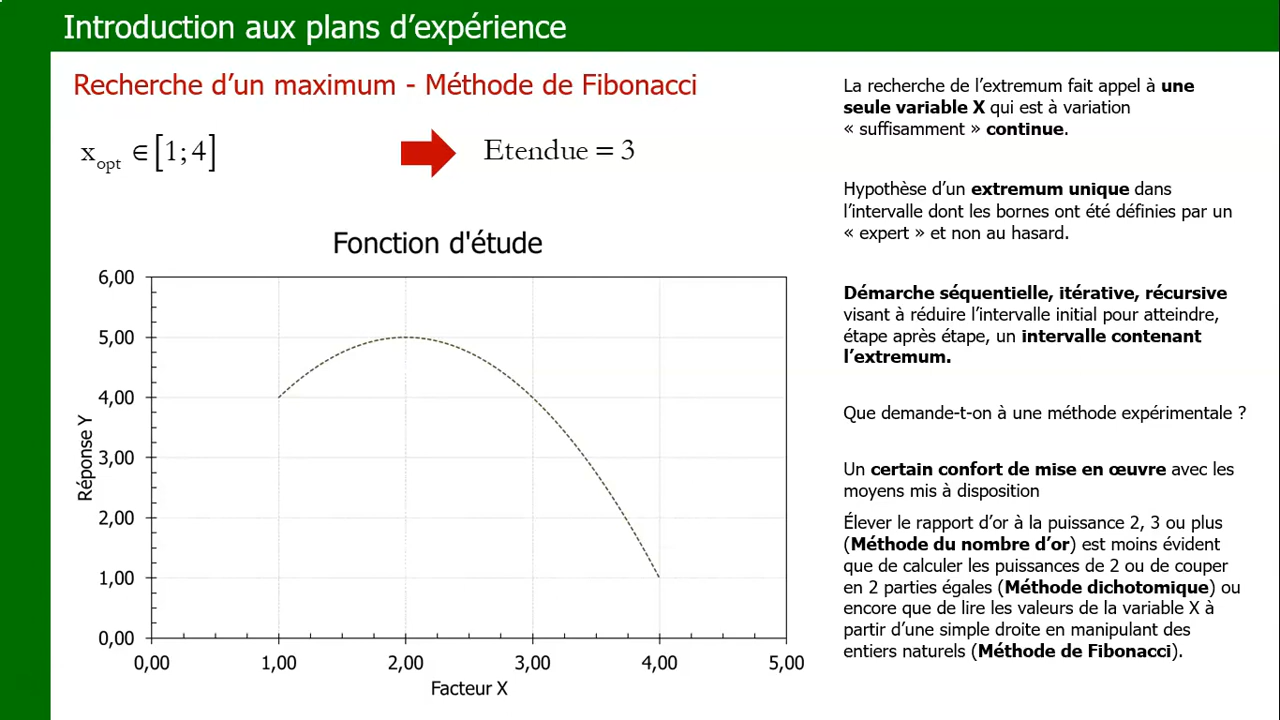 Introduction aux plans d’expérience
Recherche d’un maximum - Méthode de Fibonacci
x opt ∈ [1; 4]
Etendue = 3
Fonction d'étude
6,00
5,00
4,00
3,00
2,00
1,00
0,00
Réponse Y
0,00 1,00 2,00 3,00 4,00 5,00
Facteur X
La recherche de l’extremum fait appel à une
seule variable X qui est à variation
« suffisamment » continue.
Hypothèse d’un extremum unique dans
l’intervalle dont les bornes ont été définies par un
« expert » et non au hasard.
Démarche séquentielle, itérative, récursive
visant à réduire l’intervalle initial pour atteindre,
étape après étape, un intervalle contenant
l’extremum.
Que demande-t-on à une méthode expérimentale ?
Un certain confort de mise en œuvre avec les
moyens mis à disposition
Élever le rapport d’or à la puissance 2, 3 ou plus
(Méthode du nombre d’or) est moins évident
que de calculer les puissances de 2 ou de couper
en 2 parties égales (Méthode dichotomique) ou
encore que de lire les valeurs de la variable X à
partir d’une simple droite en manipulant des
entiers naturels (Méthode de Fibonacci).